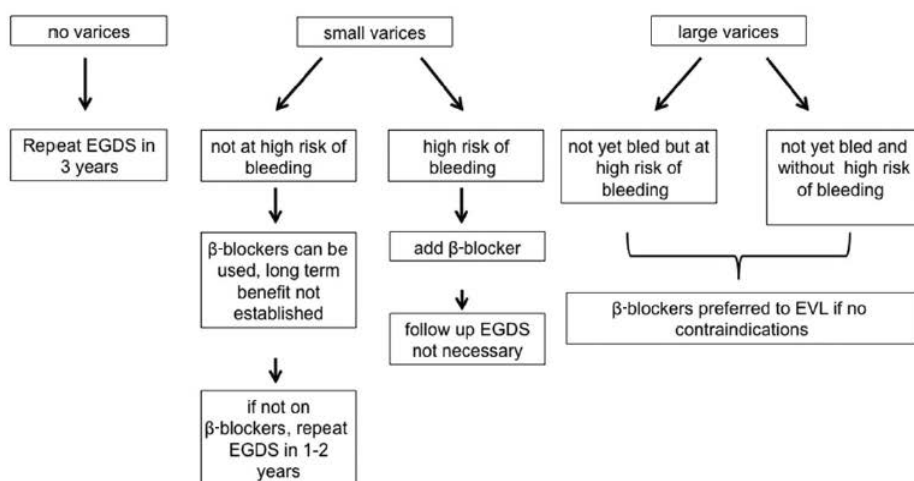 no varices
small varices
large varices
Repeat EGDS in
3 years
not at high risk of
bleeding
high risk of
bleeding
not yet bled but at
high risk of
bleeding
not yet bled and
without high risk
of bleeding
β-blockers can be
used, long term
benefit not
established
add β-blocker
follow up EGDS
not necessary
β-blockers preferred to EVL if no
contraindications
if not on
β-blockers, repeat
EGDS in 1-2
years